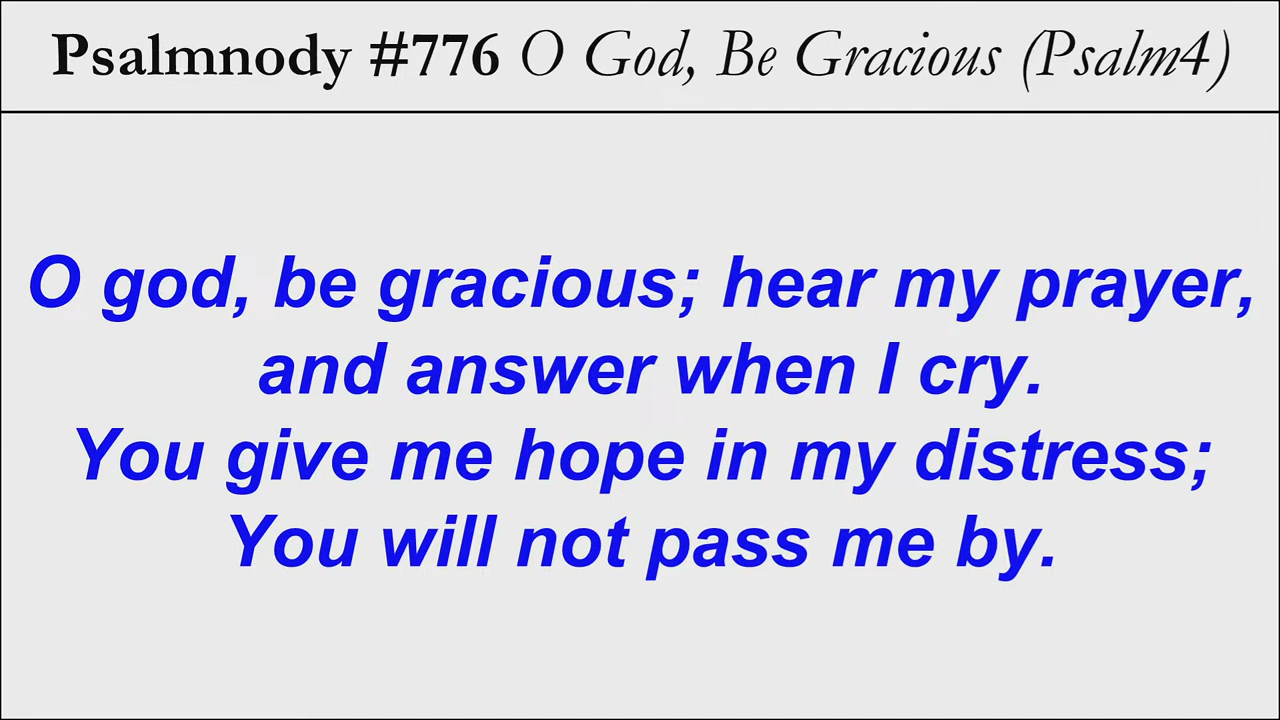 Psalmnody #776 O God, Be Gracious (Psalm4)
O god, be gracious; hear my prayer,
and answer when I cry.
You give me hope in my distress;
You will not pass me by.